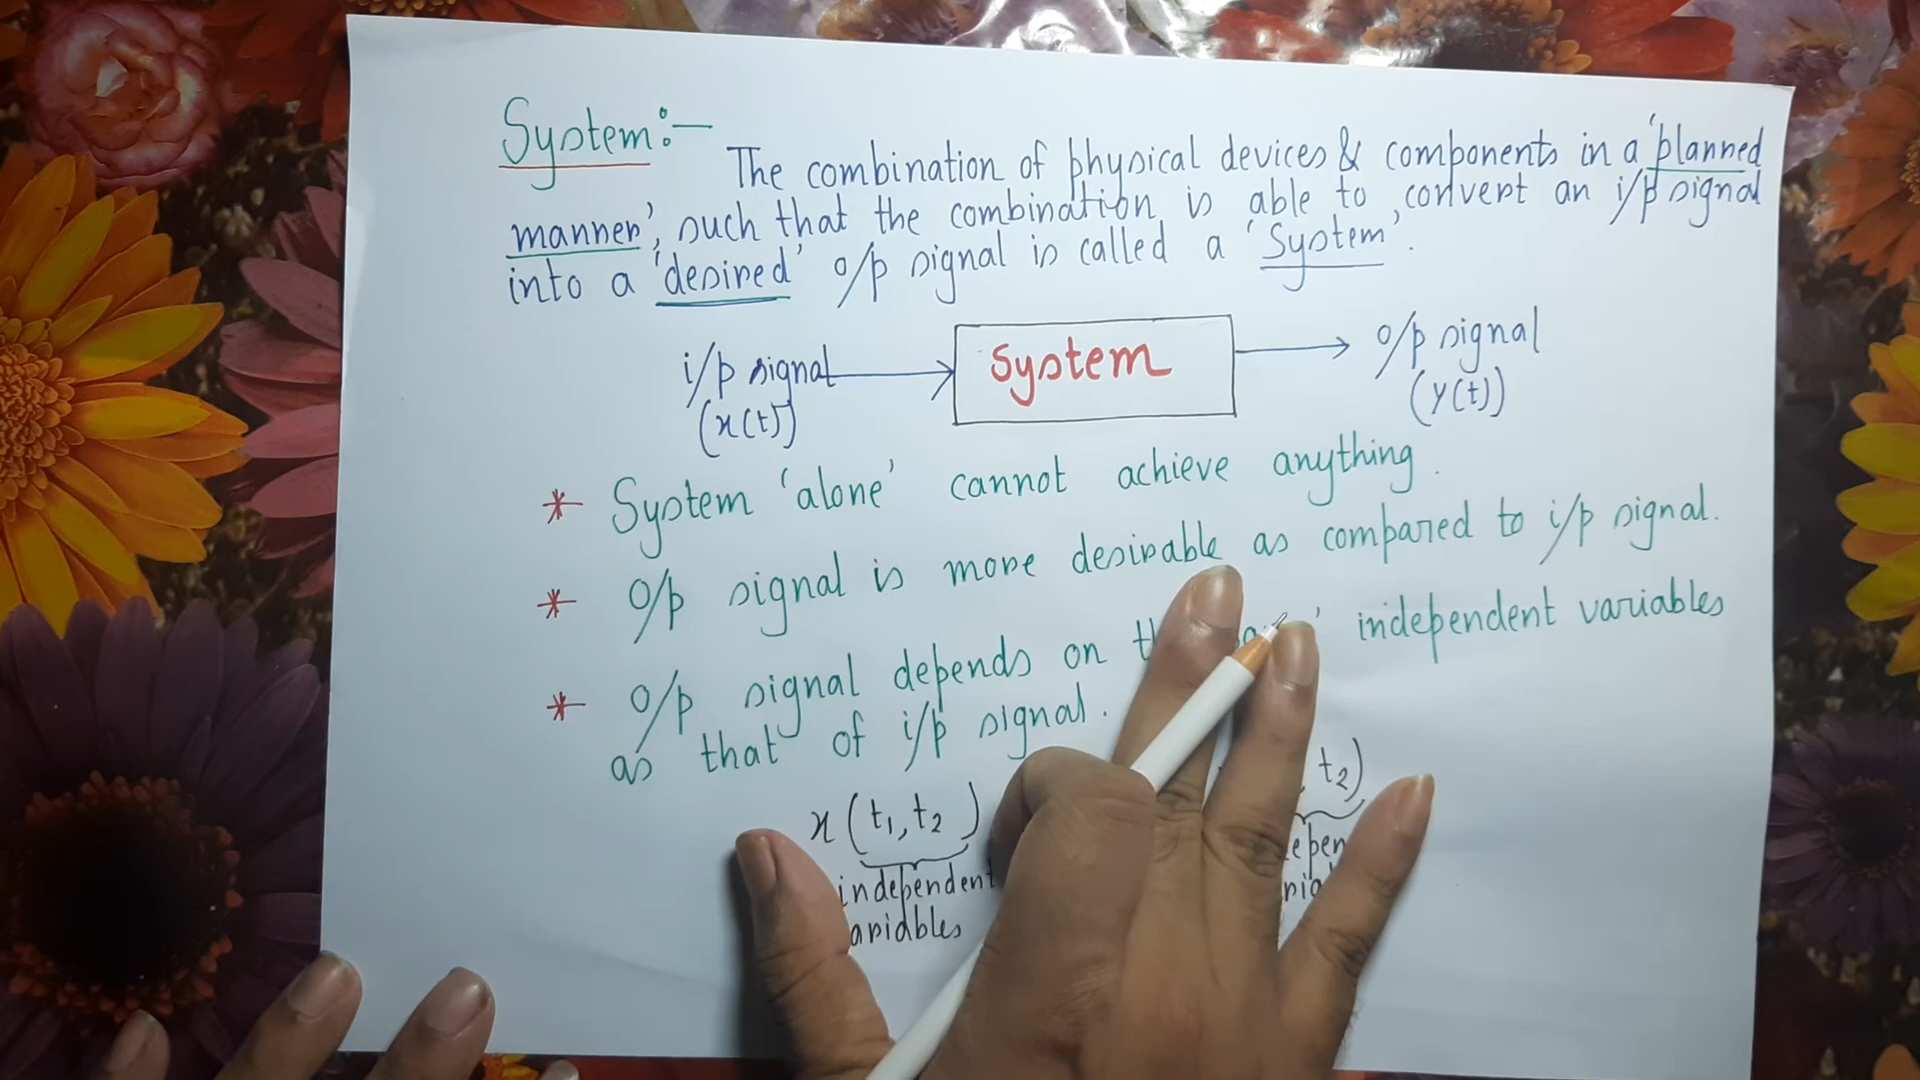 System:-
The combination of physical devices & components in a 'planned
manner', such that the combination is able to convert an i/p signal
into a 'desired' o/p signal is called a 'System'.
i/p signal
(x(t))
System
o/p signal
(y(t))
* System 'alone' cannot achieve anything.
* o/p signal is more desirable as compared to i/p signal.
* o/p signal depends on independent variables
as that of i/p signal.
x(t1,t2)
independent
t2)